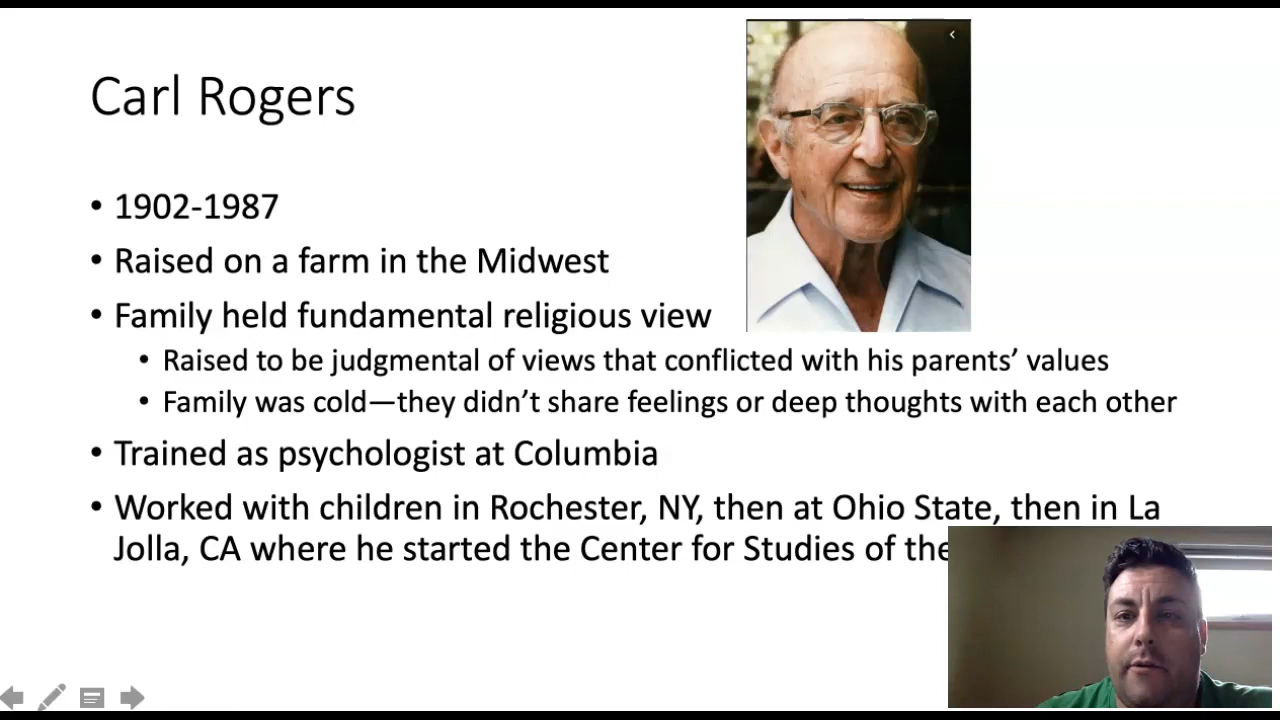 Carl Rogers
• 1902-1987
• Raised on a farm in the Midwest
• Family held fundamental religious view
• Raised to be judgmental of views that conflicted with his parents’ values
• Family was cold—they didn’t share feelings or deep thoughts with each other
• Trained as psychologist at Columbia
• Worked with children in Rochester, NY, then at Ohio State, then in La
Jolla, CA where he started the Center for Studies of the